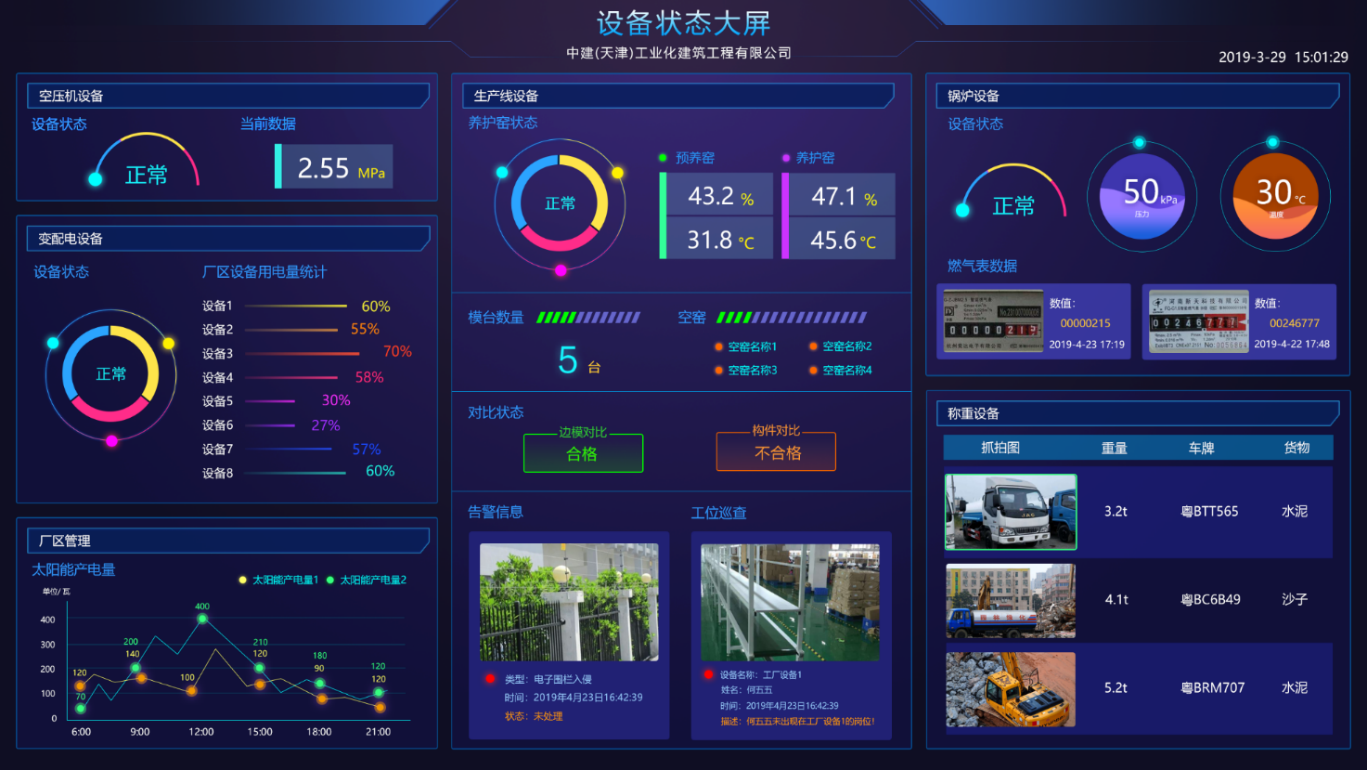 设备状态大屏
中建(天津)工业化建筑工程有限公司
2019-3-29 15:01:29
空压机设备
设备状态
当前数据
正常
2.55 MPa
变配电设备
设备状态
厂区设备用电量统计
正常
设备1 60%
设备2 55%
设备3 70%
设备4 58%
设备5 30%
设备6 27%
设备7 57%
设备8 60%
厂区管理
太阳能产电量
太阳能产电量1 太阳能产电量2
单位/ 瓦
400
300
200
100
0
120
70
200
140
400
100
210
120
180
90
120
120
6:00 9:00 12:00 15:00 18:00 21:00
生产线设备
养护窑状态
正常
预养窑 养护窑
43.2 % 47.1 %
31.8 °C 45.6 °C
模台数量
5 台
空窑
空窑名称1 空窑名称2
空窑名称3 空窑名称4
对比状态
边模对比
合格
构件对比
不合格
告警信息
类型: 电子围栏入侵
时间: 2019年4月23日16:42:39
状态: 未处理
工位巡查
设备名称: 工厂设备1
姓名: 何五五
时间: 2019年4月23日16:42:39
描述: 何五五未出现在工厂设备1的岗位!
锅炉设备
设备状态
正常
50 kPa
压力
30 °C
温度
燃气表数据
数值:
00000215
2019-4-23 17:19
数值:
00246777
2019-4-22 17:48
称重设备
抓拍图 重量 车牌 货物
3.2t 粤BTT565 水泥
4.1t 粤BC6B49 沙子
5.2t 粤BRM707 水泥